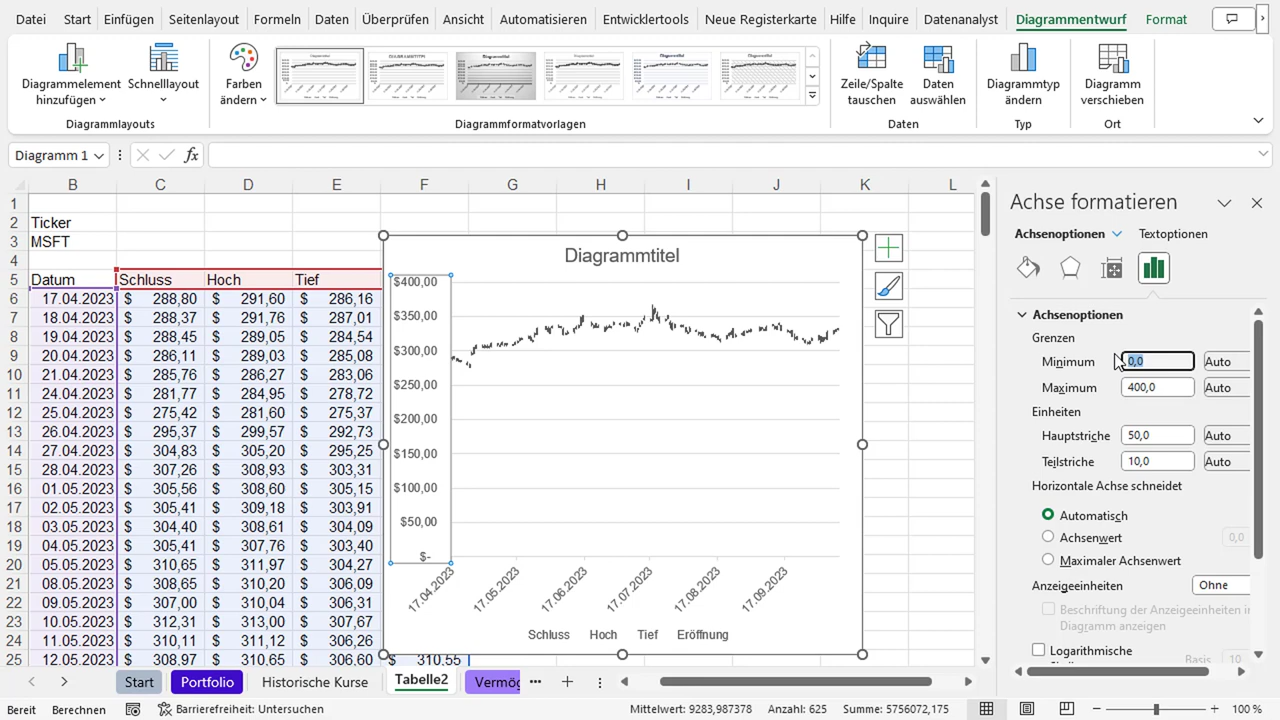 Datei Start Einfügen Seitenlayout Formeln Daten Überprüfen Ansicht Automatisieren Entwicklertools Neue Registerkarte Hilfe Inquire Datenanalyst Diagrammentwurf Format
Diagrammelement hinzufügen Schnelllayout Farben ändern Zeile/Spalte tauschen Daten auswählen Diagrammtyp ändern Diagramm verschieben
Diagrammlayouts Diagrammformatvorlagen Daten Typ Ort
Diagramm 1 fx
B C D E F G H I J K L
1
2 Ticker
3 MSFT
4
5 Datum Schluss Hoch Tief
6 17.04.2023 $ 288,80 $ 291,60 $ 286,16
7 18.04.2023 $ 288,37 $ 291,76 $ 287,01
8 19.04.2023 $ 288,45 $ 289,05 $ 284,54
9 20.04.2023 $ 286,11 $ 289,03 $ 285,08
10 21.04.2023 $ 285,76 $ 286,27 $ 283,06
11 24.04.2023 $ 281,77 $ 284,95 $ 278,72
12 25.04.2023 $ 275,42 $ 281,60 $ 275,37
13 26.04.2023 $ 295,37 $ 299,57 $ 292,73
14 27.04.2023 $ 304,83 $ 305,20 $ 295,25
15 28.04.2023 $ 307,26 $ 308,93 $ 303,31
16 01.05.2023 $ 305,56 $ 308,60 $ 305,15
17 02.05.2023 $ 305,41 $ 309,18 $ 303,91
18 03.05.2023 $ 304,40 $ 308,61 $ 304,09
19 04.05.2023 $ 305,41 $ 307,76 $ 303,40
20 05.05.2023 $ 310,65 $ 311,97 $ 304,27
21 08.05.2023 $ 308,65 $ 310,20 $ 306,09
22 09.05.2023 $ 307,00 $ 310,04 $ 306,31
23 10.05.2023 $ 312,31 $ 313,00 $ 307,67
24 11.05.2023 $ 310,11 $ 311,12 $ 306,26
25 12.05.2023 $ 308,97 $ 310,65 $ 306,60 $ 310,55
Diagrammtitel
$400,00
$350,00
$300,00
$250,00
$200,00
$150,00
$100,00
$50,00
$-
17.04.2023 17.05.2023 17.06.2023 17.07.2023 17.08.2023 17.09.2023
Schluss Hoch Tief Eröffnung
Achse formatieren
Achsenoptionen Textoptionen
Achsenoptionen
Grenzen
Minimum 0,0 Auto
Maximum 400,0 Auto
Einheiten
Hauptstriche 50,0 Auto
Teilstriche 10,0 Auto
Horizontale Achse schneidet
Automatisch
Achsenwert 0,0
Maximaler Achsenwert
Anzeigeeinheiten Ohne
Beschriftung der Anzeigeeinheiten in
Diagramm anzeigen
Logarithmische
Basis 10
Start Portfolio Historische Kurse Tabelle2 Vermög
Bereit Berechnen Barrierefreiheit: Untersuchen Mittelwert: 9283,987378 Anzahl: 625 Summe: 5756072,175 100 %